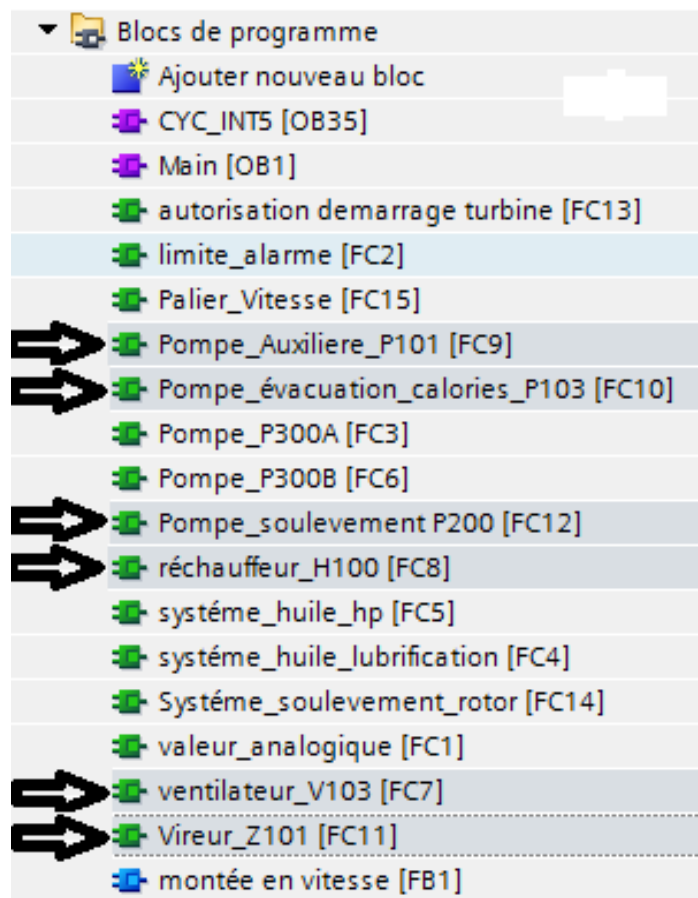 Blocs de programme
Ajouter nouveau bloc
CYC_INT5 [OB35]
Main [OB1]
autorisation demarrage turbine [FC13]
limite_alarme [FC2]
Palier_Vitesse [FC15]
Pompe_Auxiliere_P101 [FC9]
Pompe_évacuation_calories_P103 [FC10]
Pompe_P300A [FC3]
Pompe_P300B [FC6]
Pompe_soulevement P200 [FC12]
réchauffeur_H100 [FC8]
systéme_huile_hp [FC5]
systéme_huile_lubrification [FC4]
Systéme_soulevement_rotor [FC14]
valeur_analogique [FC1]
ventilateur_V103 [FC7]
Vireur_Z101 [FC11]
montée en vitesse [FB1]